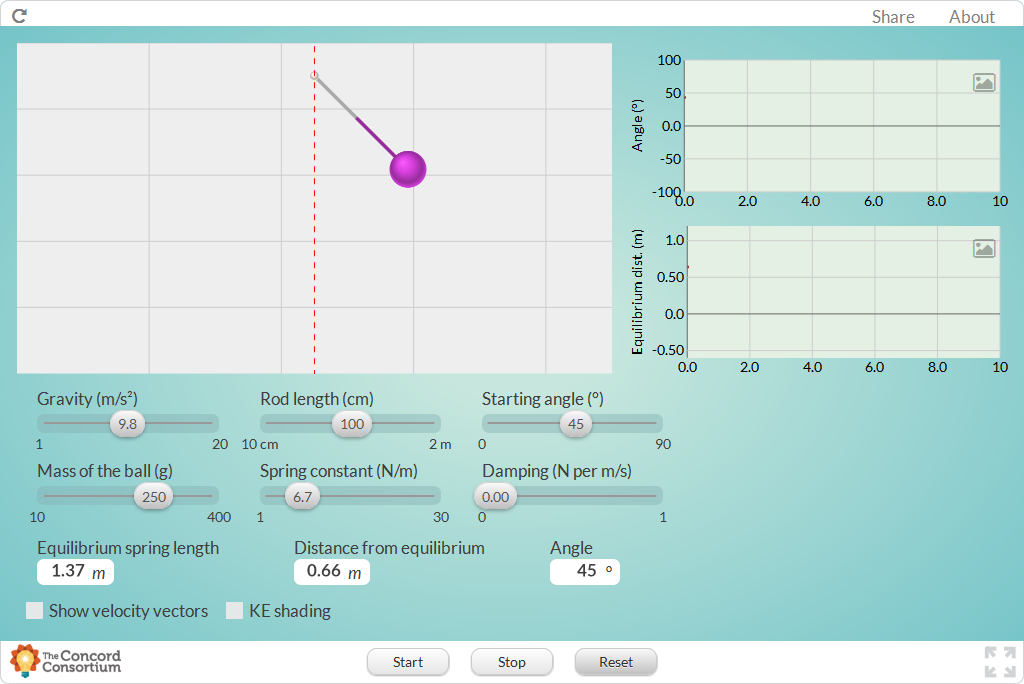 Share About
100
50
0.0
-50
-100
Angle (º)
0.0 2.0 4.0 6.0 8.0 10
1.0
0.50
0.0
-0.50
Equilibrium dist. (m)
0.0 2.0 4.0 6.0 8.0 10
Gravity (m/s²) Rod length (cm) Starting angle (º)
9.8 100 45
1 20 10 cm 2 m 0 90
Mass of the ball (g) Spring constant (N/m) Damping (N per m/s)
250 6.7 0.00
10 400 1 30 0 1
Equilibrium spring length Distance from equilibrium Angle
1.37 m 0.66 m 45 º
Show velocity vectors KE shading
The Concord
Consortium
Start Stop Reset